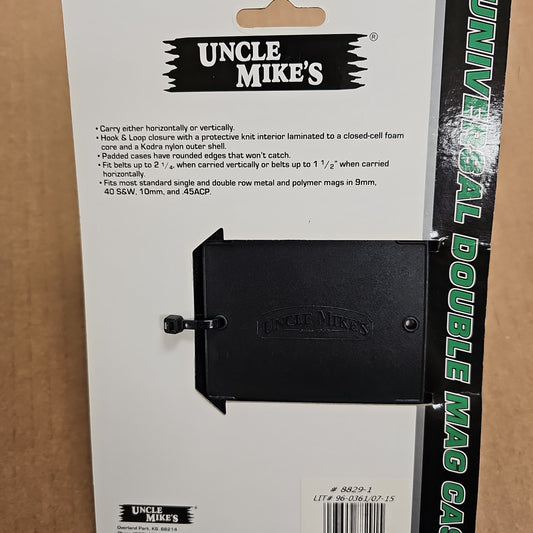 UNCLE
MIKE'S
®
• Carry either horizontally or vertically.
• Hook & Loop closure with a protective knit interior laminated to a closed-cell foam
core and a Kodra nylon outer shell.
• Padded cases have rounded edges that won't catch.
• Fit belts up to 2 1/4, when carried vertically or belts up to 1 1/2" when carried
horizontally.
• Fits most standard single and double row metal and polymer mags in 9mm,
40 S&W, 10mm, and .45ACP.
UNIVERSAL DOUBLE MAG CAS
UNCLE MIKE'S
# 8829-1
LIT# 96-0361/07-15
UNCLE
MIKE'S
Overland Park, KS 66214